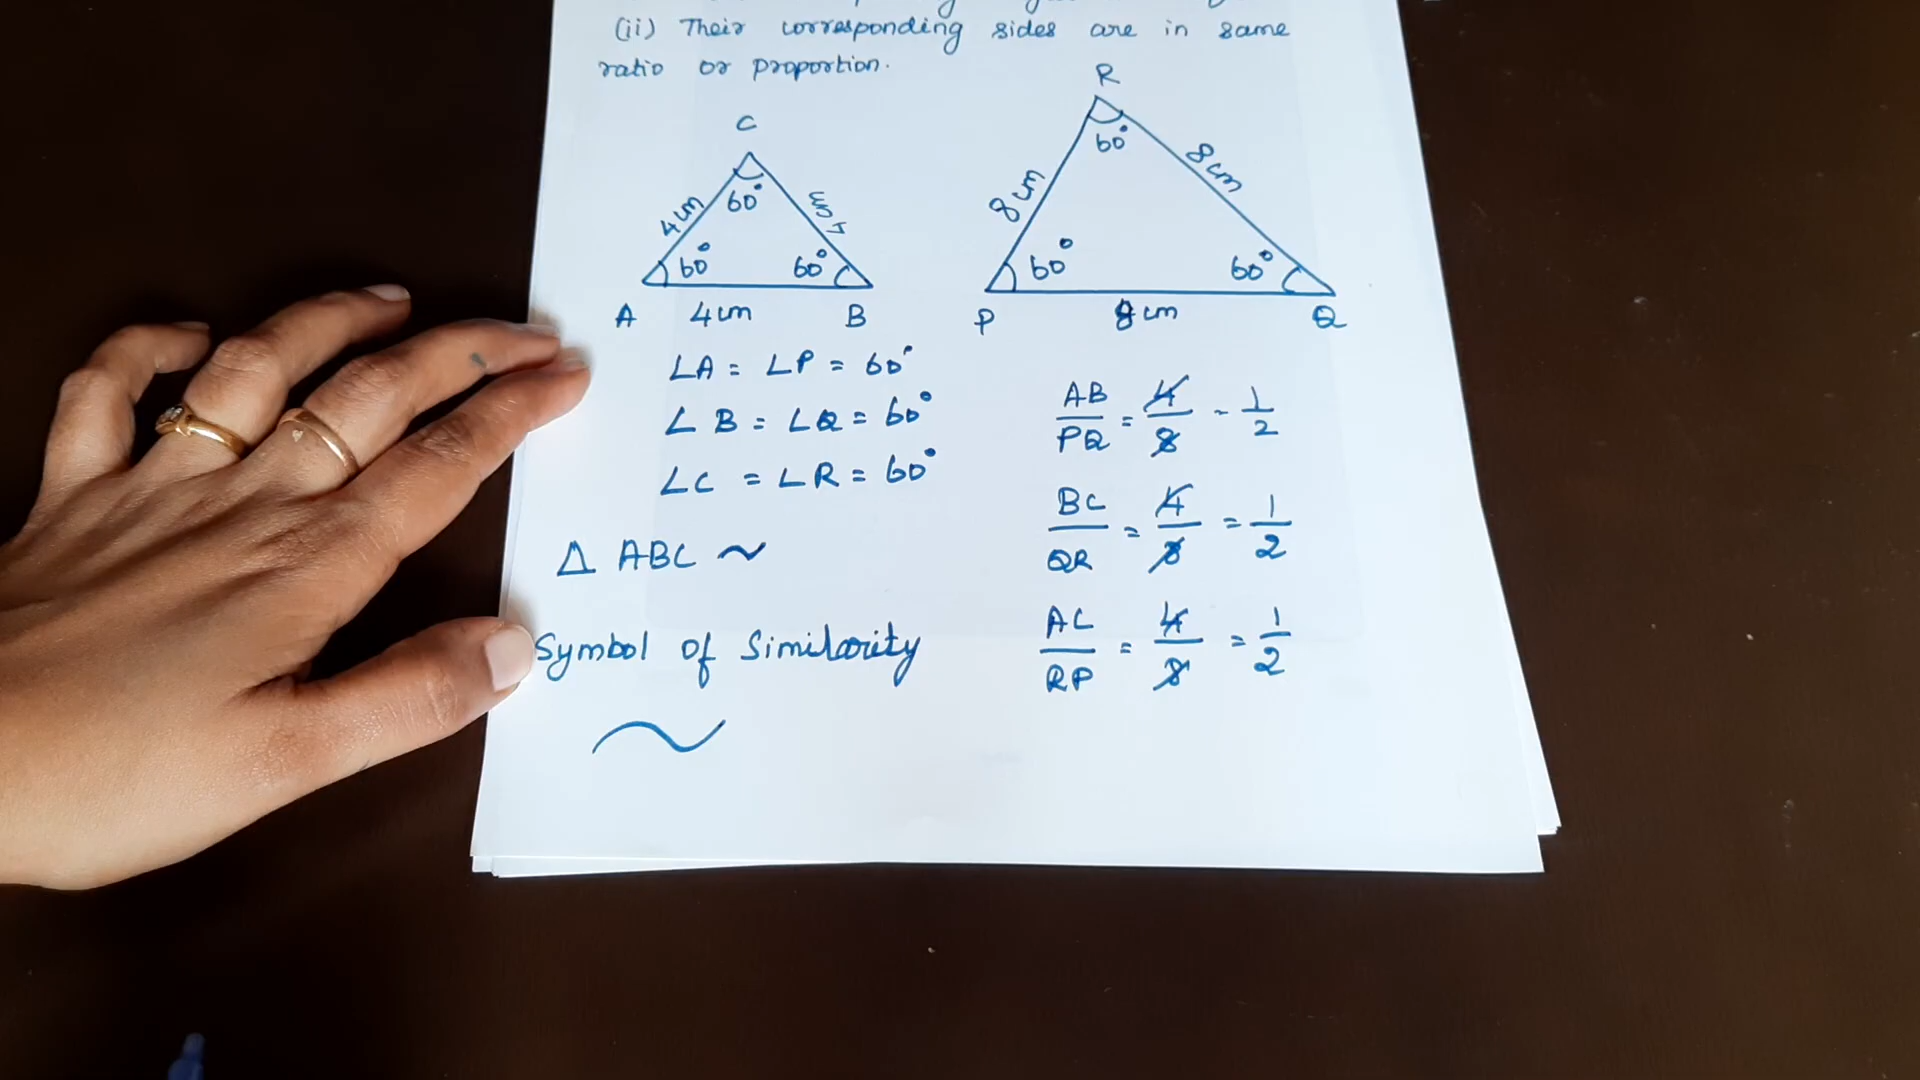 (ii) Their corresponding sides are in same
ratio or proportion.
C
60°
4cm
4cm
60°
60°
A 4cm B
R
60°
8cm
8cm
60°
60°
P 8cm Q
∠A = ∠P = 60°
∠B = ∠Q = 60°
∠C = ∠R = 60°
Δ ABC ~
Symbol of Similarity
~
AB/PQ = 4/8 - 1/2
BC/QR = 4/8 = 1/2
AC/RP = 4/8 = 1/2